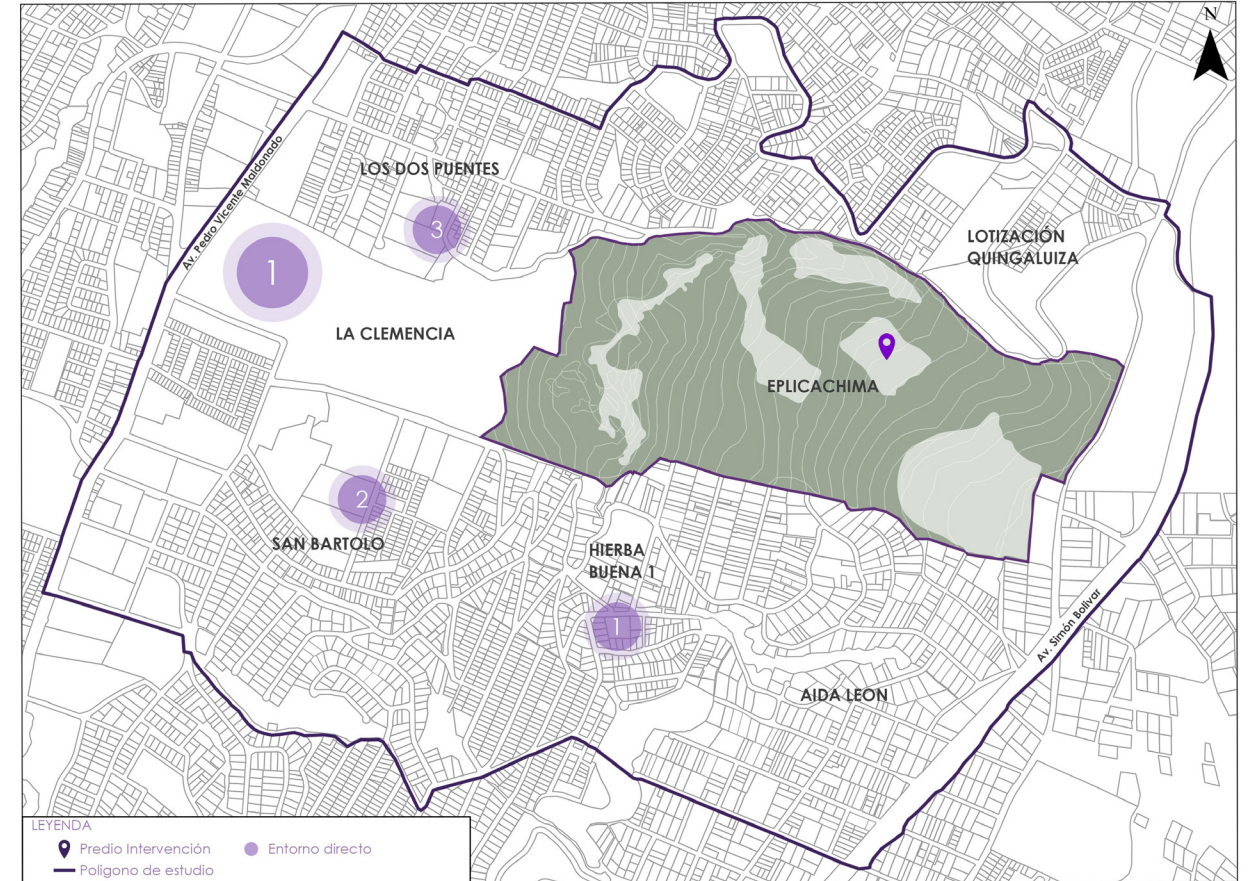 N
LOS DOS PUENTES
Av. Pedro Vicente Maldonado
3
LOTIZACIÓN
QUINGALUIZA
1
LA CLEMENCIA
EPLICACHIMA
2
SAN BARTOLO
HIERBA
BUENA 1
1
Av. Simón Bolívar
AIDA LEON
LEYENDA
Predio Intervención
Entorno directo
Poligono de estudio